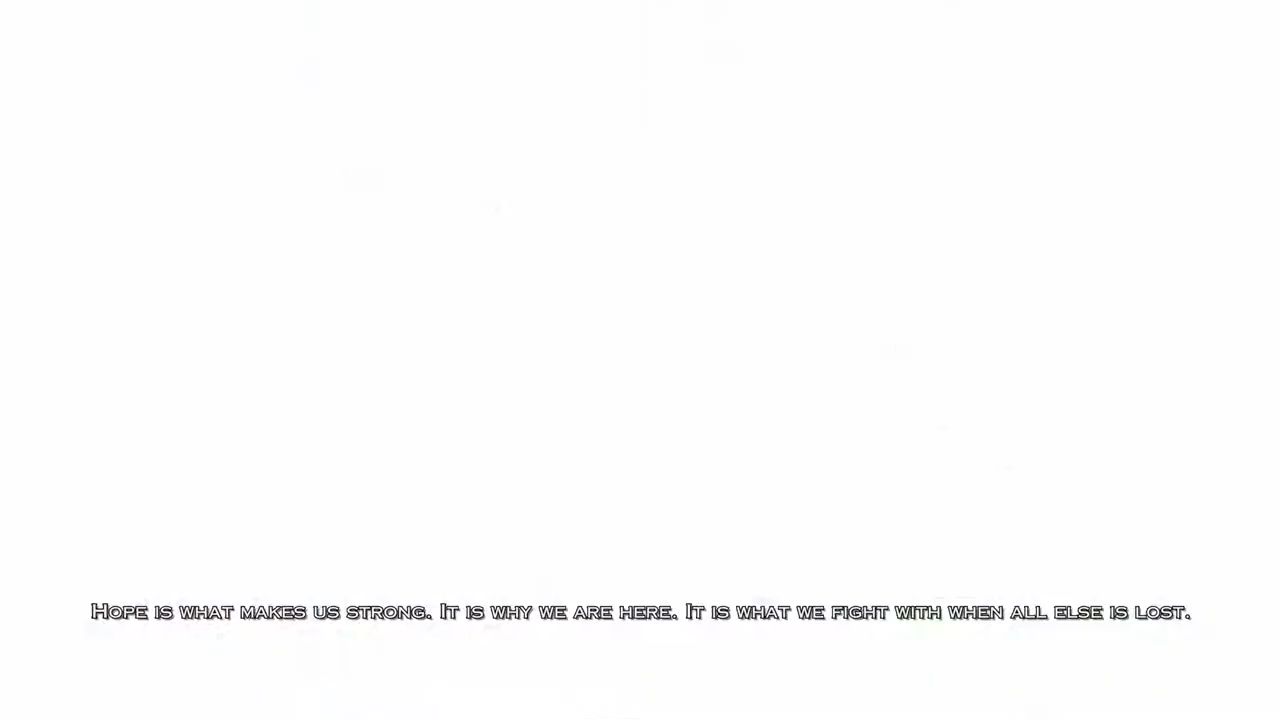 Hope is what makes us strong. It is why we are here. It is what we fight with when all else is lost.